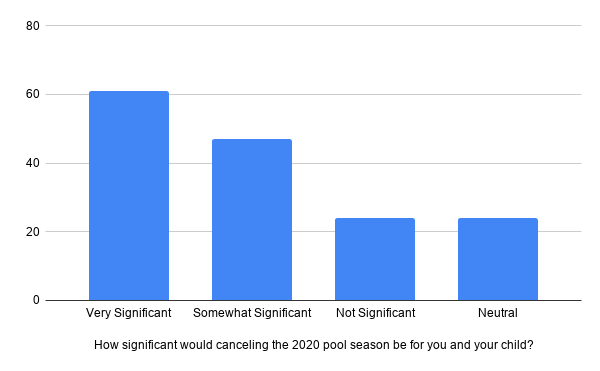 80
60
40
20
0
Very Significant Somewhat Significant Not Significant Neutral
How significant would canceling the 2020 pool season be for you and your child?